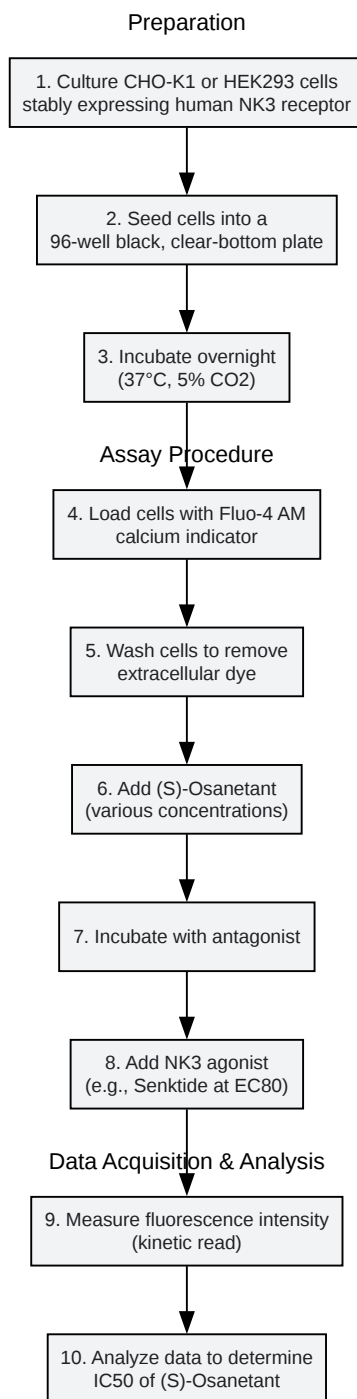 Preparation
1. Culture CHO-K1 or HEK293 cells
stably expressing human NK3 receptor
2. Seed cells into a
96-well black, clear-bottom plate
3. Incubate overnight
(37°C, 5% CO2)
Assay Procedure
4. Load cells with Fluo-4 AM
calcium indicator
5. Wash cells to remove
extracellular dye
6. Add (S)-Osanetant
(various concentrations)
7. Incubate with antagonist
8. Add NK3 agonist
(e.g., Senktide at EC80)
Data Acquisition & Analysis
9. Measure fluorescence intensity
(kinetic read)
10. Analyze data to determine
IC50 of (S)-Osanetant